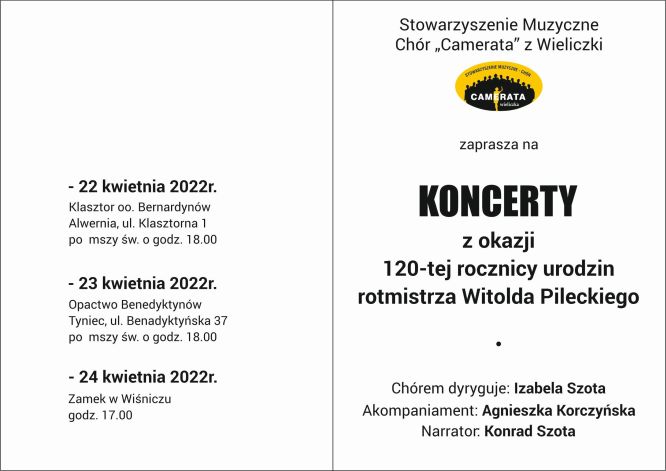 - 22 kwietnia 2022r.
Klasztor oo. Bernardynów
Alwernia, ul. Klasztorna 1
po mszy św. o godz. 18.00
- 23 kwietnia 2022r.
Opactwo Benedyktynów
Tyniec, ul. Benadyktyńska 37
po mszy św. o godz. 18.00
- 24 kwietnia 2022r.
Zamek w Wiśniczu
godz. 17.00
Stowarzyszenie Muzyczne
Chór „Camerata” z Wieliczki
STOWARZYSZENIE MUZYCZNE - CHÓR
CAMERATA
wieliczka
zaprasza na
KONCERTY
z okazji
120-tej rocznicy urodzin
rotmistrza Witolda Pileckiego
•
Chórem dyryguje: Izabela Szota
Akompaniament: Agnieszka Korczyńska
Narrator: Konrad Szota